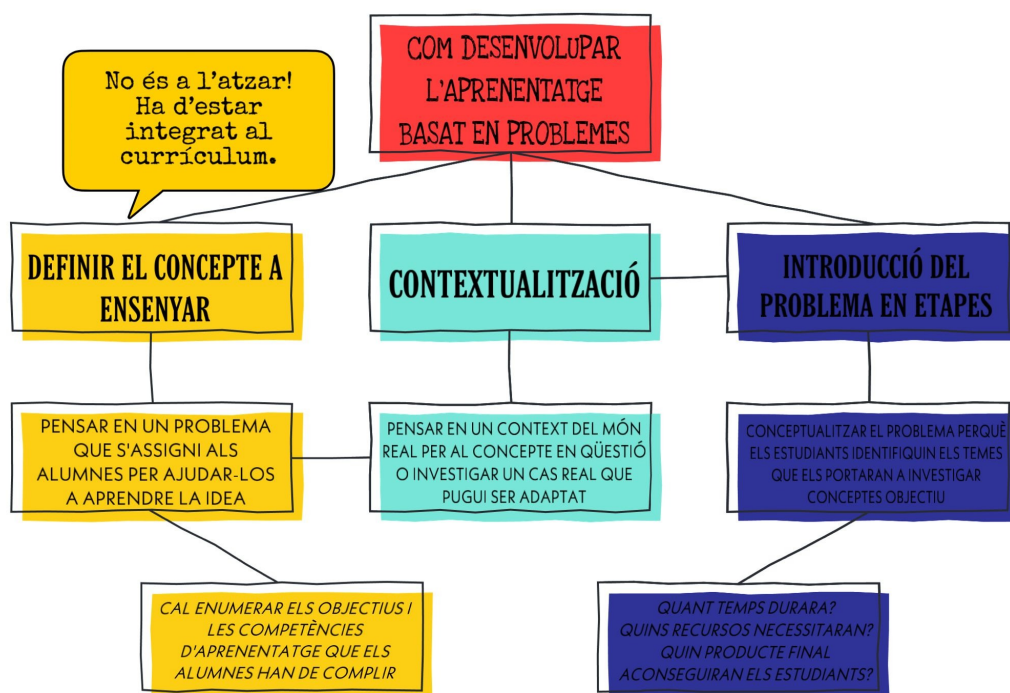 COM DESENVOLUPAR
L'APRENENTATGE
BASAT EN PROBLEMES
No és a l'atzar!
Ha d'estar
integrat al
currículum.
DEFINIR EL CONCEPTE A
ENSENYAR
CONTEXTUALITZACIÓ
INTRODUCCIÓ DEL
PROBLEMA EN ETAPES
PENSAR EN UN PROBLEMA
QUE S'ASSIGNI ALS
ALUMNES PER AJUDAR-LOS
A APRENDRE LA IDEA
PENSAR EN UN CONTEXT DEL MÓN
REAL PER AL CONCEPTE EN QÜESTIÓ
O INVESTIGAR UN CAS REAL QUE
PUGUI SER ADAPTAT
CONCEPTUALITZAR EL PROBLEMA PERQUÈ
ELS ESTUDIANTS IDENTIFIQUIN ELS TEMES
QUE ELS PORTARAN A INVESTIGAR
CONCEPTES OBJECTIU
CAL ENUMERAR ELS OBJECTIUS I
LES COMPETÈNCIES
D'APRENENTATGE QUE ELS
ALUMNES HAN DE COMPLIR
QUANT TEMPS DURARA?
QUINS RECURSOS NECESSITARAN?
QUIN PRODUCTE FINAL
ACONSEGUIRAN ELS ESTUDIANTS?